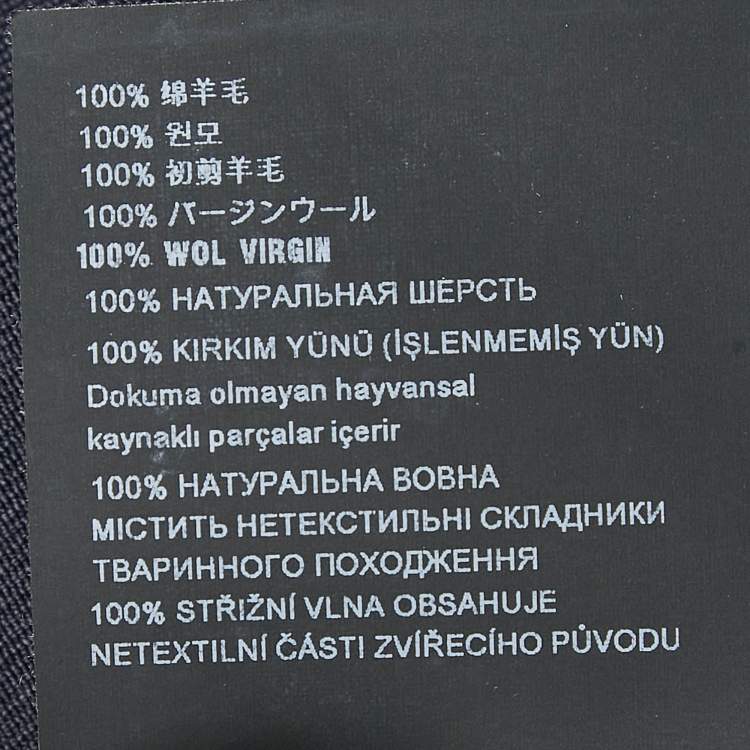 100% 绵羊毛
100% 원모
100% 初剪羊毛
100% バージンウール
100% WOL VIRGIN
100% НАТУРАЛЬНАЯ ШЕРСТЬ
100% KIRKIM YÜNÜ (İŞLENMEMİŞ YÜN)
Dokuma olmayan hayvansal
kaynaklı parçalar içerir
100% НАТУРАЛЬНА ВОВНА
МІСТИТЬ НЕТЕКСТИЛЬНІ СКЛАДНИКИ
ТВАРИННОГО ПОХОДЖЕННЯ
100% STŘIŽNÍ VLNA OBSAHUJE
NETEXTILNÍ ČÁSTI ZVÍŘECÍHO PŮVODU